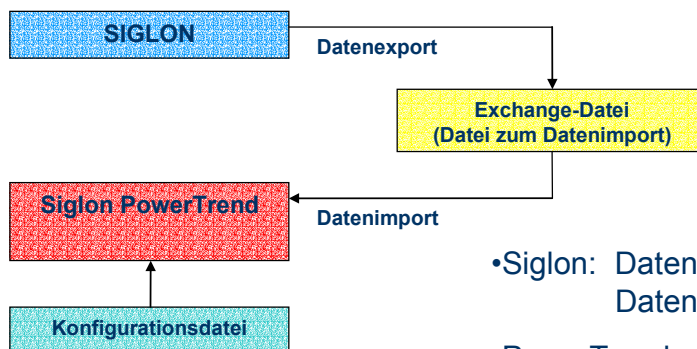 SIGLON
Datenexport
Exchange-Datei
(Datei zum Datenimport)
Siglon PowerTrend
Datenimport
•Siglon: Daten
Daten
Konfigurationsdatei